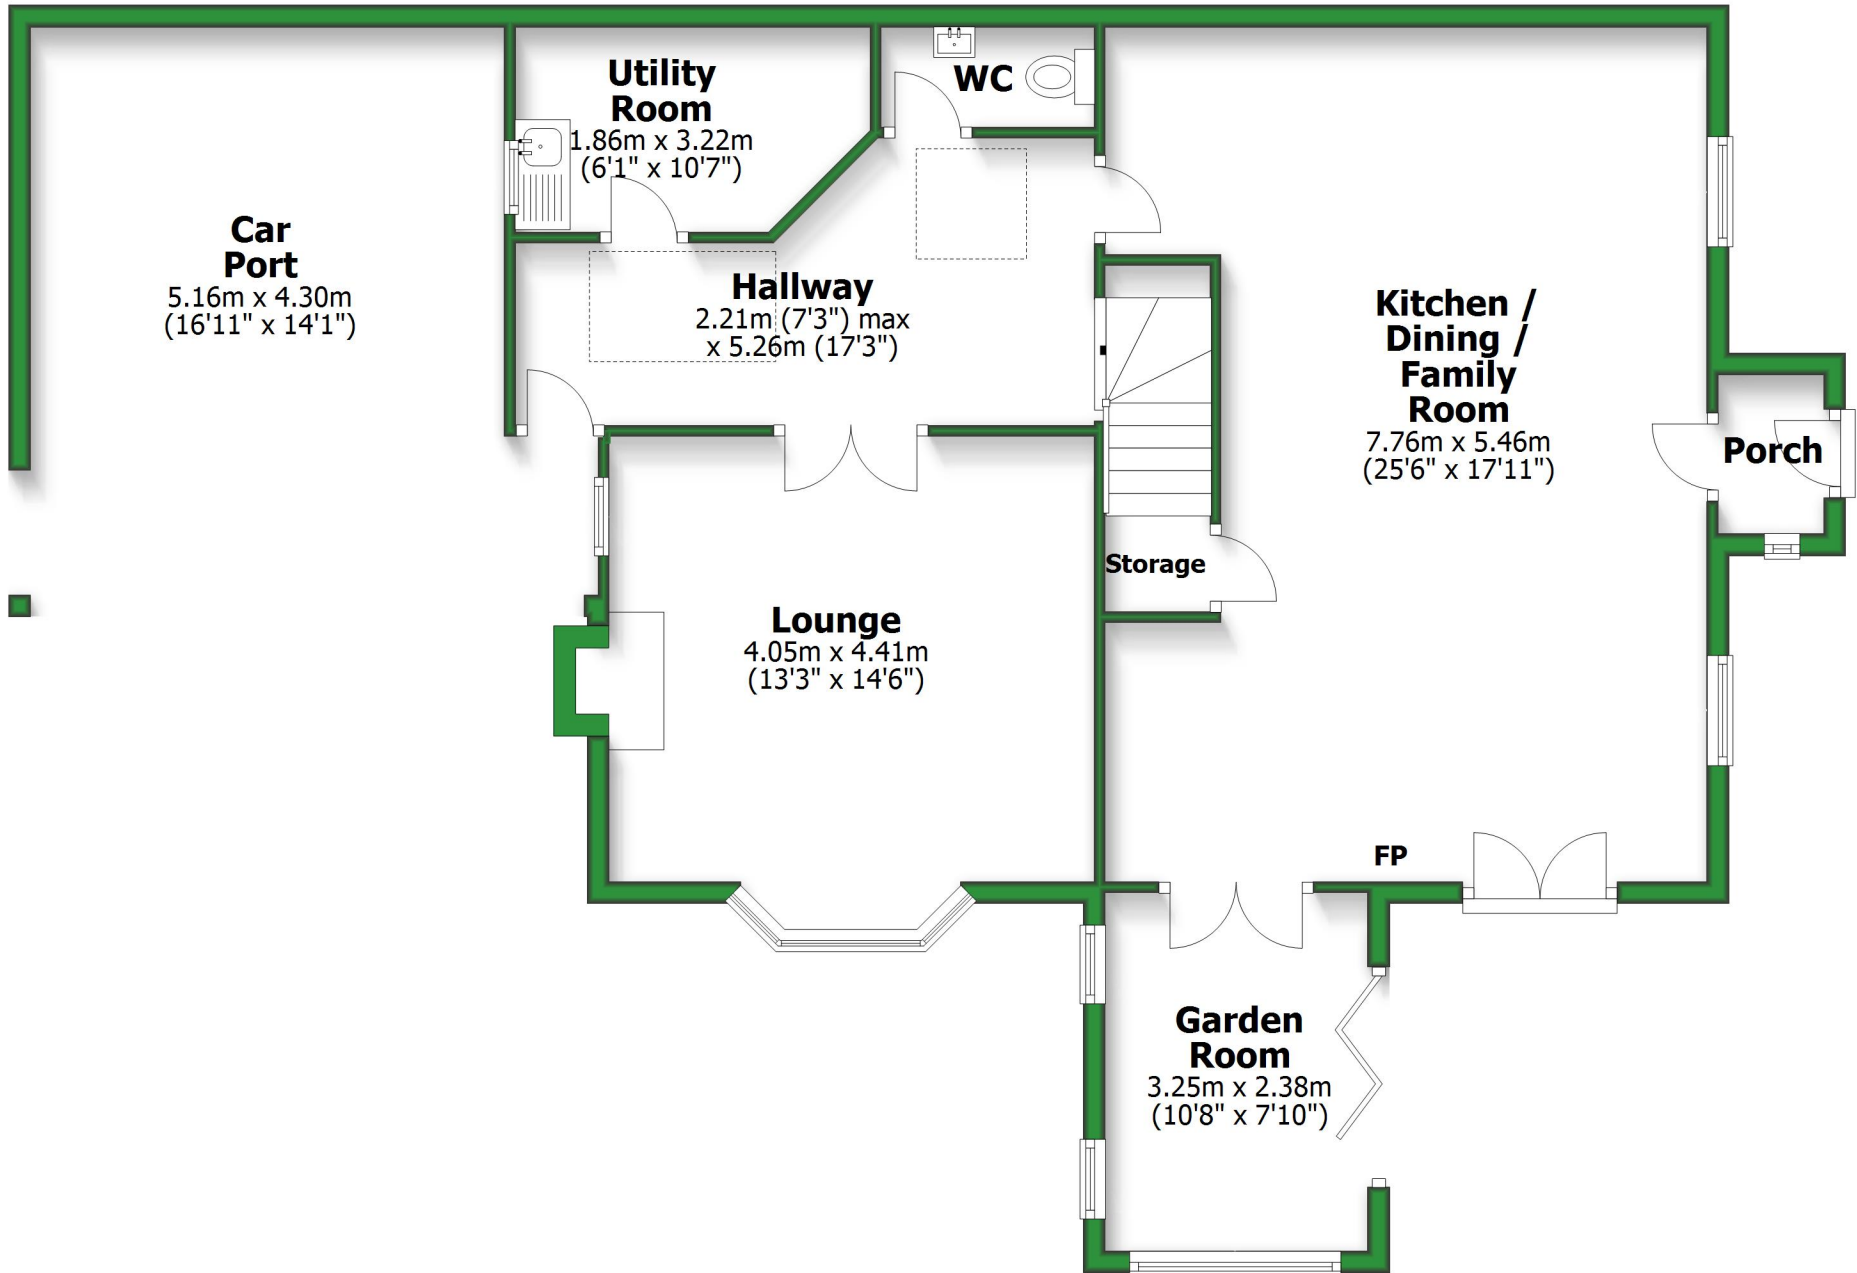 Utility
Room
1.86m x 3.22m
(6'1" x 10'7")
WC
Car
Port
5.16m x 4.30m
(16'11" x 14'1")
Hallway
2.21m (7'3") max
x 5.26m (17'3")
Kitchen /
Dining /
Family
Room
7.76m x 5.46m
(25'6" x 17'11")
Porch
Storage
Lounge
4.05m x 4.41m
(13'3" x 14'6")
FP
Garden
Room
3.25m x 2.38m
(10'8" x 7'10")